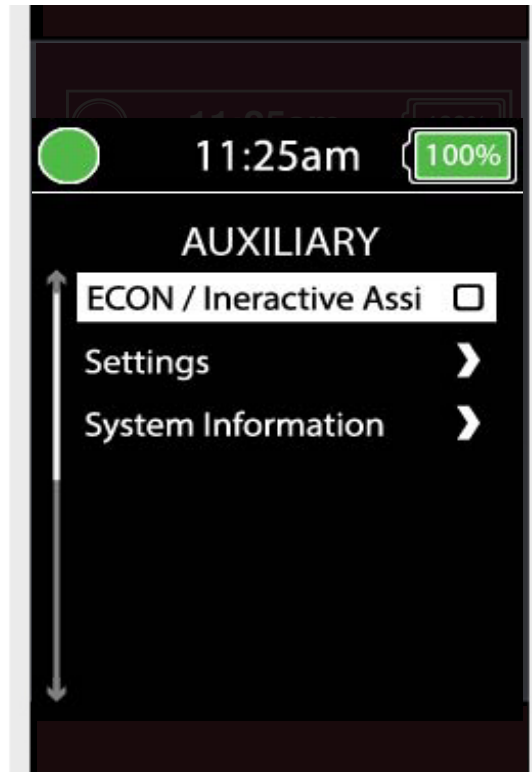 11:25am 100%
AUXILIARY
ECON / Ineractive Assi
Settings
System Information